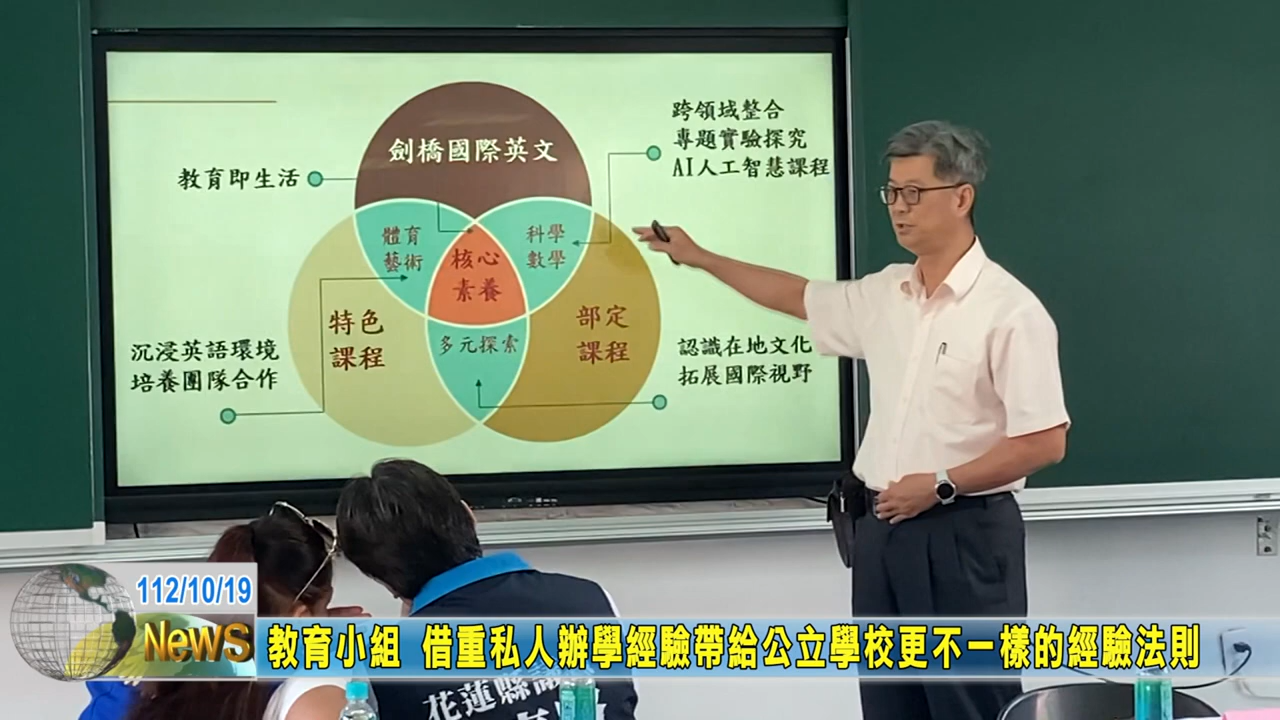 劍橋國際英文
跨領域整合
專題實驗探究
AI人工智慧課程
教育即生活
體育
藝術
科學
數學
核心
素養
特色
課程
部定
課程
多元探索
沉浸英語環境
培養團隊合作
認識在地文化
拓展國際視野
112/10/19
News
教育小組 借重私人辦學經驗帶給公立學校更不一樣的經驗法則
花蓮縣議